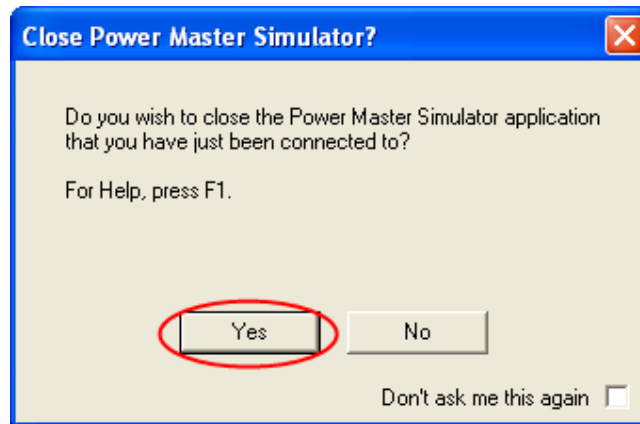 Close Power Master Simulator?
Do you wish to close the Power Master Simulator application
that you have just been connected to?
For Help, press F1.
Yes
No
Don't ask me this again